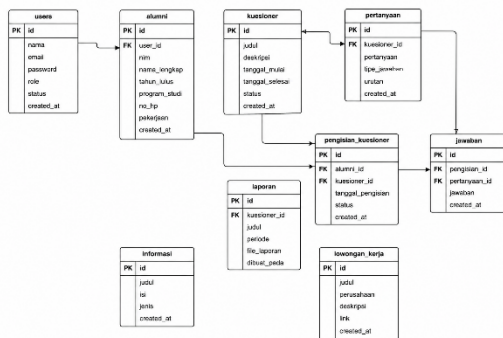 users
PK id
nama
email
password
role
status
created_at
alumni
PK id
FK user_id
nim
nama_lengkap
tahun_lulus
program_studi
no_hp
pekerjaan
created_at
kuesioner
PK id
judul
deskripsi
tanggal_mulai
tanggal_selesai
status
created_at
pertanyaan
PK id
FK kuesioner_id
pertanyaan
tipe_jawaban
urutan
created_at
pengisian_kuesioner
PK id
FK alumni_id
FK kuesioner_id
tanggal_pengisian
status
created_at
jawaban
PK id
FK pengisian_id
FK pertanyaan_id
jawaban
created_at
laporan
PK id
FK kuesioner_id
judul
periode
file_laporan
dibuat_pada
informasi
PK id
judul
isi
jenis
created_at
lowongan_kerja
PK id
judul
perusahaan
deskripsi
link
created_at